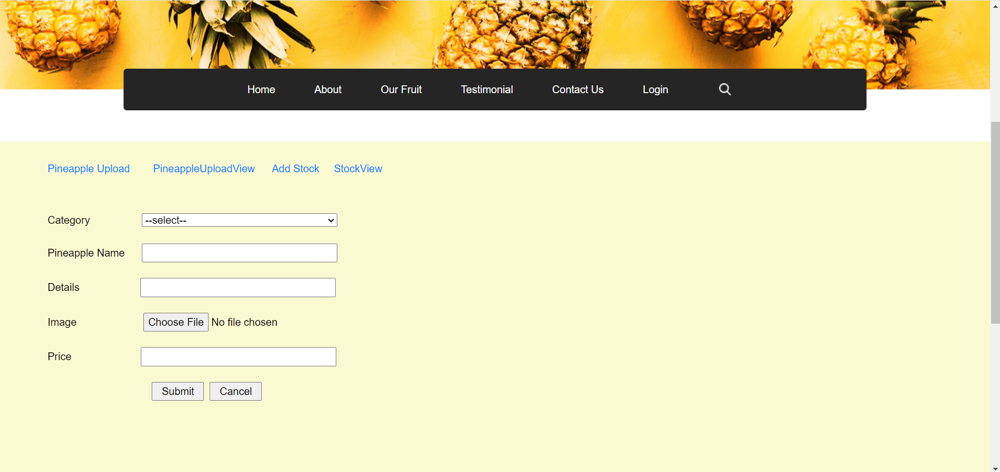 Home About Our Fruit Testimonial Contact Us Login
Pineapple Upload PineappleUploadView Add Stock StockView
Category --select--
Pineapple Name
Details
Image Choose File No file chosen
Price
Submit Cancel